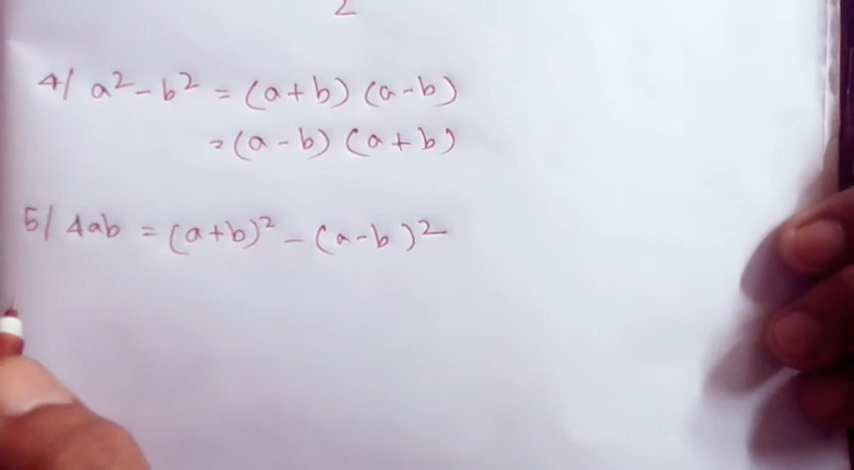 2
4/ a² - b² = (a+b) (a-b)
= (a-b) (a+b)
5/ 4ab = (a+b)² - (a-b)²